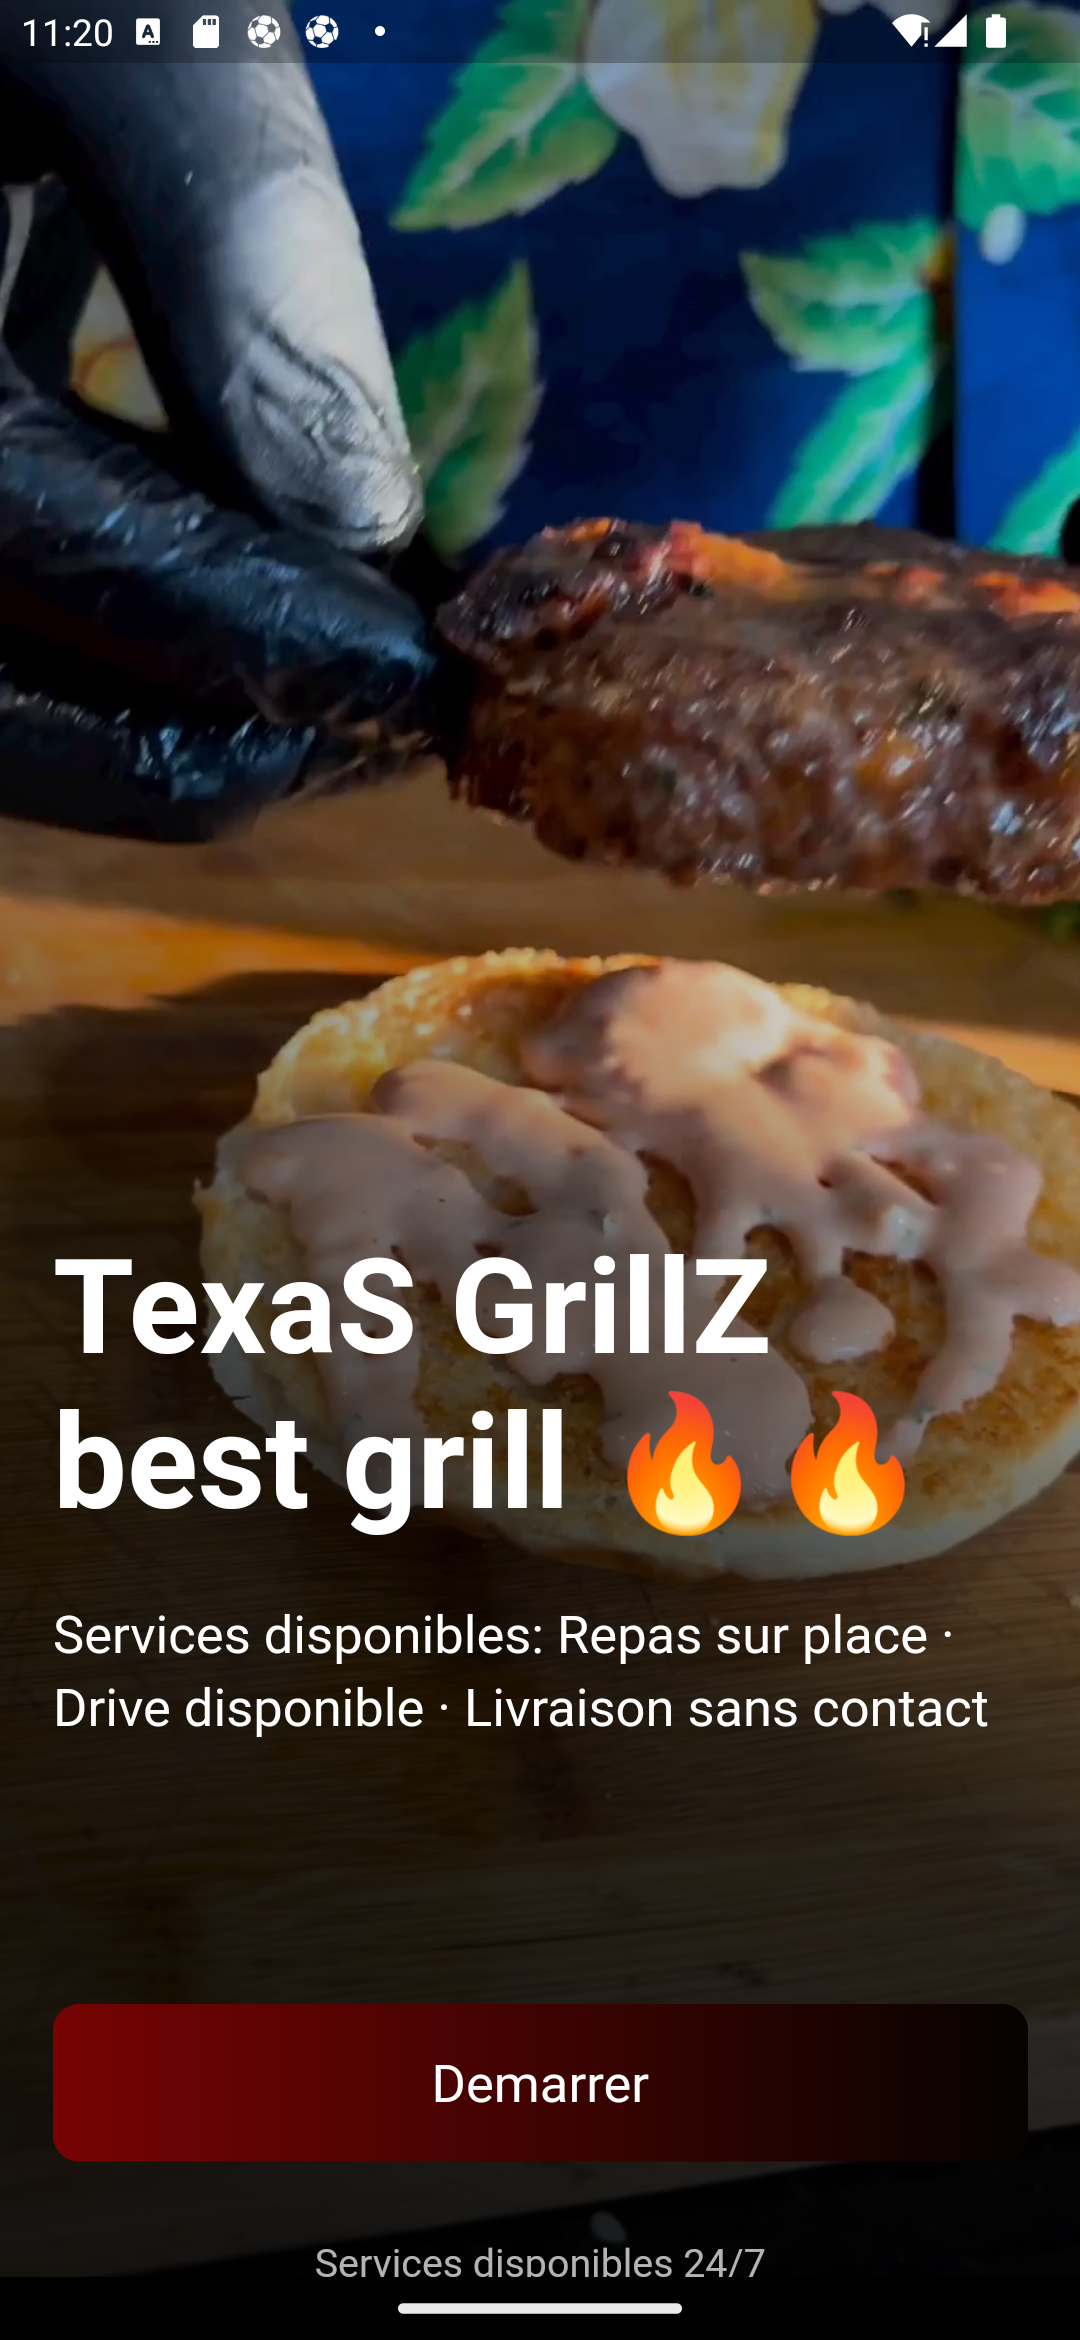 11:20
TexaS GrillZ
best grill 🔥🔥
Services disponibles: Repas sur place ·
Drive disponible · Livraison sans contact
Demarrer
Services disponibles 24/7